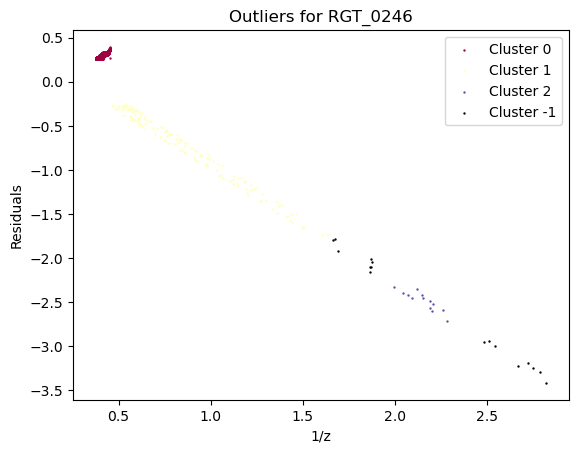 Outliers for RGT_0246
Cluster 0
Cluster 1
Cluster 2
Cluster -1
Residuals
0.5
0.0
−0.5
−1.0
−1.5
−2.0
−2.5
−3.0
−3.5
0.5 1.0 1.5 2.0 2.5
1/z